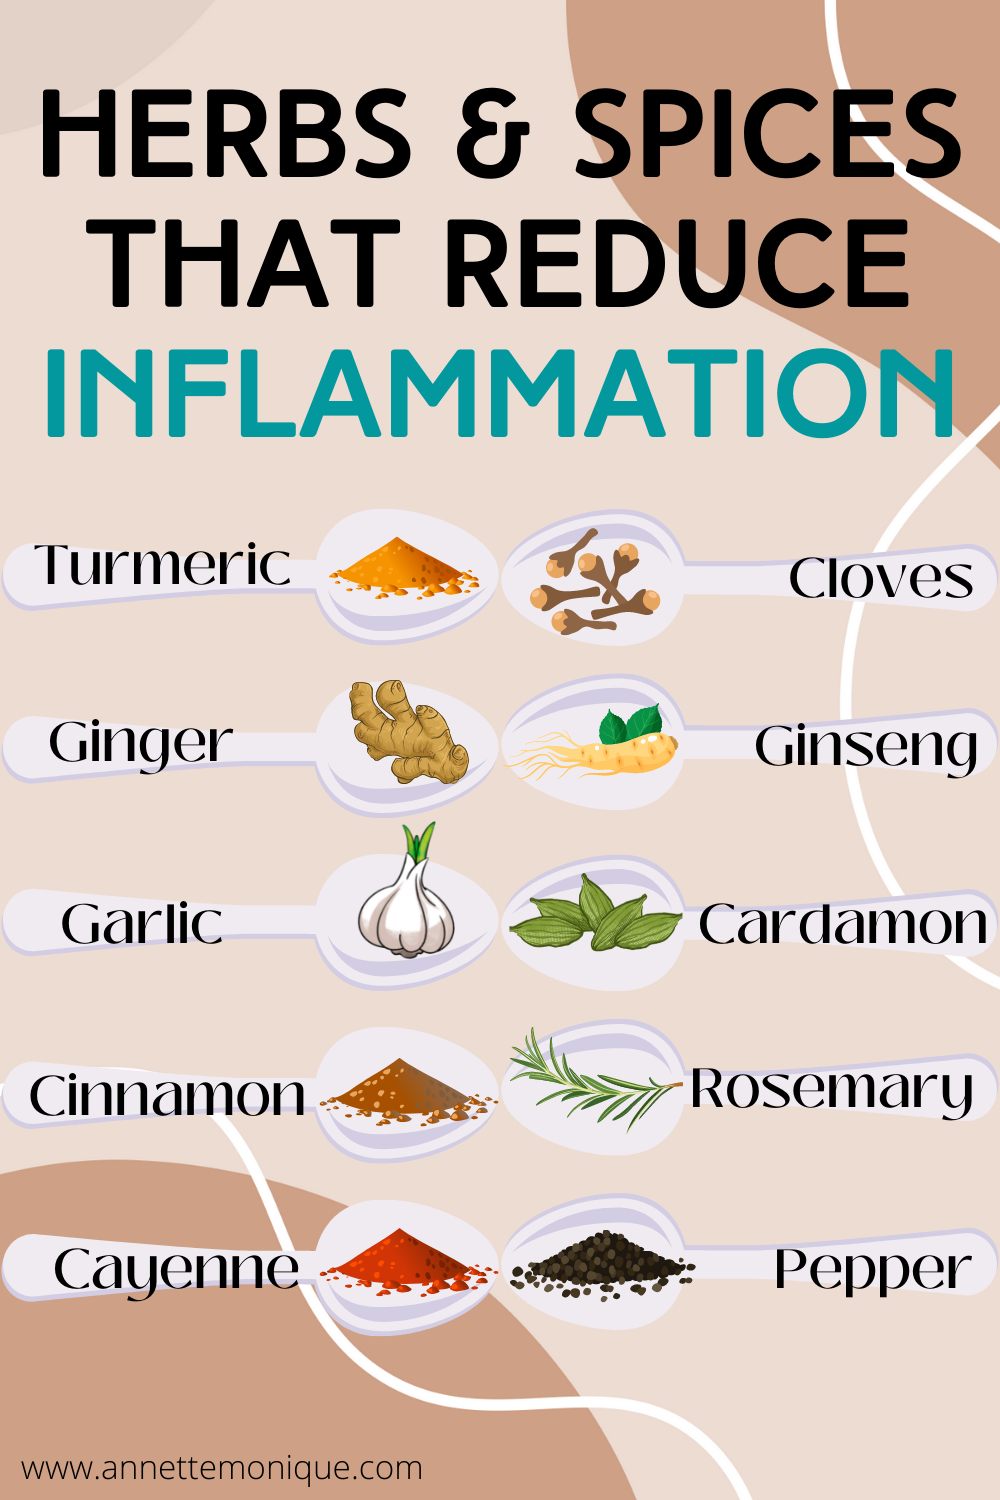 HERBS & SPICES
THAT REDUCE
INFLAMMATION
Turmeric
Cloves
Ginger
Ginseng
Garlic
Cardamon
Cinnamon
Rosemary
Cayenne
Pepper
www.annettemonique.com